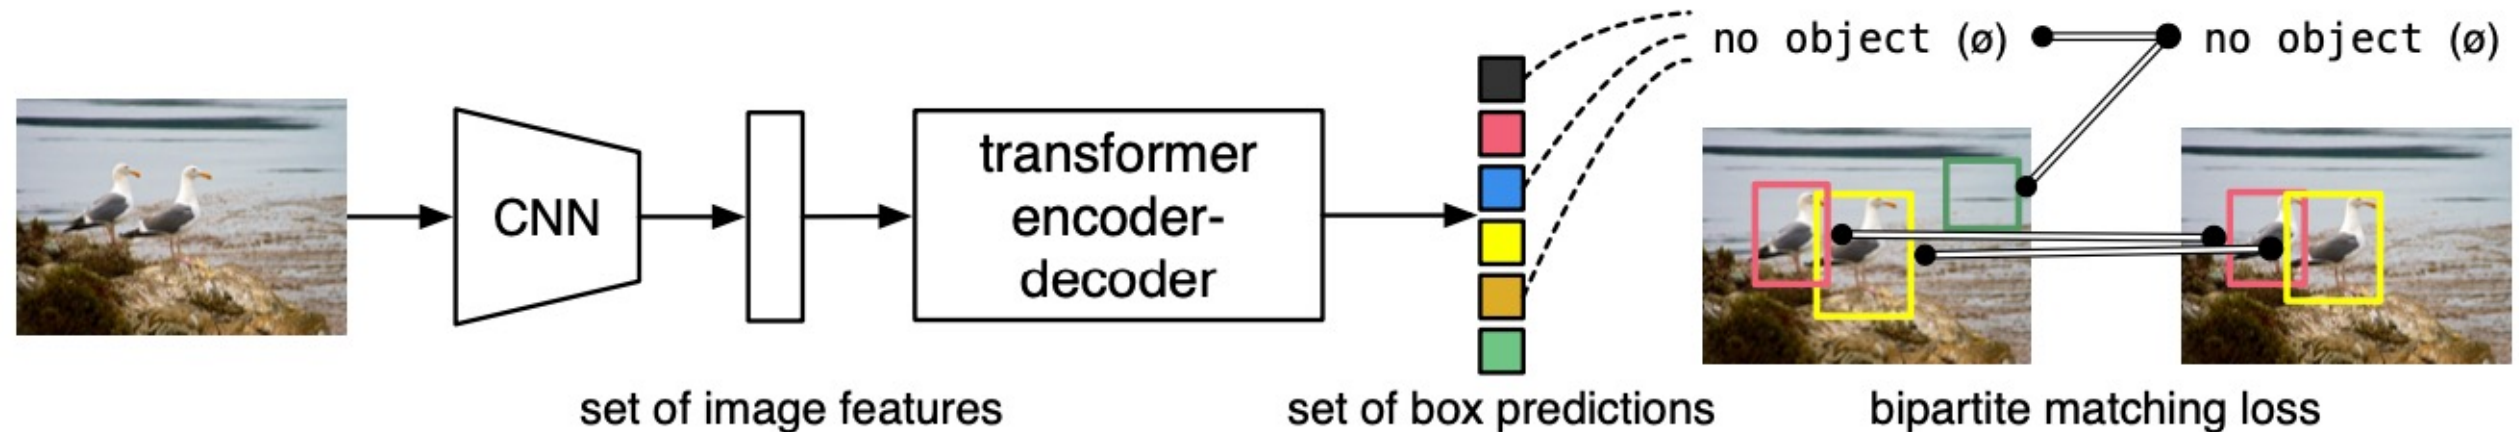 no object (ø)
no object (ø)
CNN
transformer
encoder-
decoder
set of image features
set of box predictions
bipartite matching loss